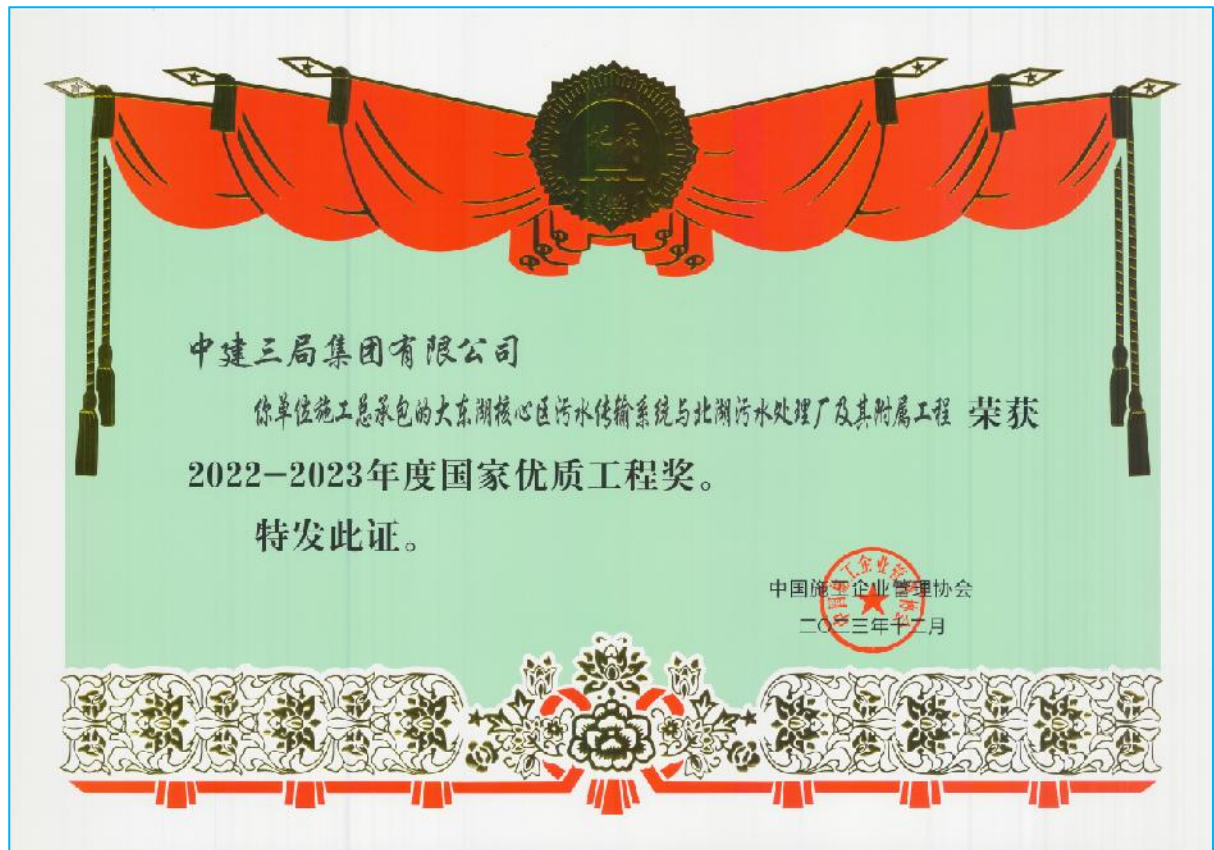 中建三局集团有限公司
你单位施工总承包的大东湖核心区污水传输系统与北湖污水处理厂及其附属工程 荣获
2022-2023年度国家优质工程奖。
特发此证。
中国施工企业管理协会
二〇二三年十二月